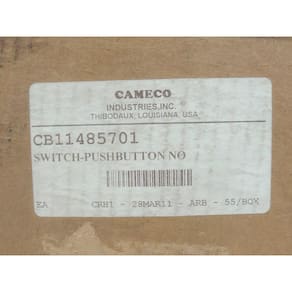 CAMECO
INDUSTRIES, INC.
THIBODAUX, LOUISIANA, USA
CB11485701
SWITCH-PUSHBUTTON NO
EA CRH1 - 28MAR11 - ARB - 55/BOX